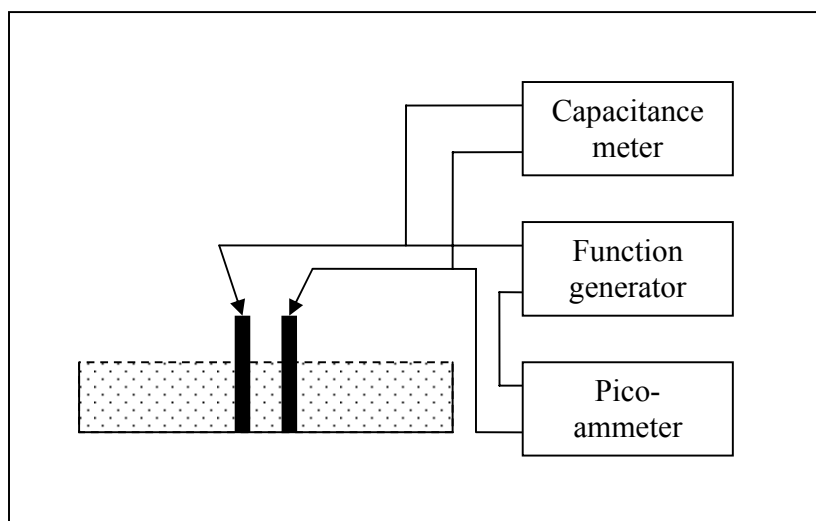 Capacitance
meter
Function
generator
Pico-
ammeter